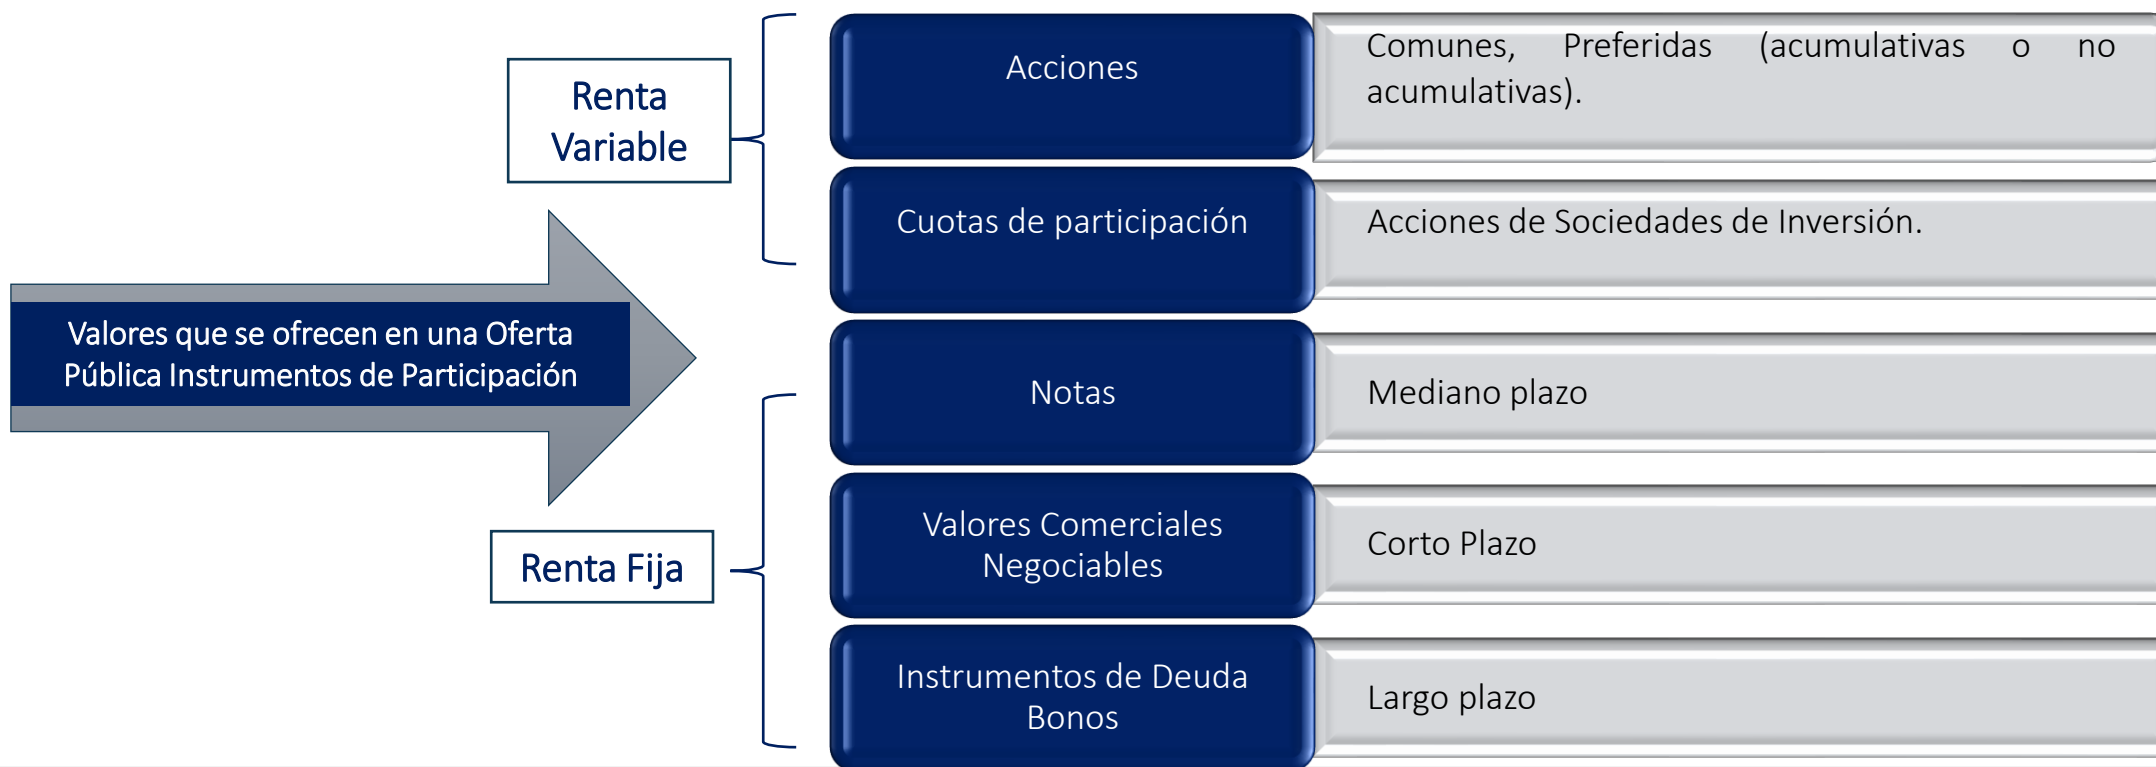 Valores que se ofrecen en una Oferta
Pública Instrumentos de Participación
Renta
Variable
Acciones
Comunes, Preferidas (acumulativas o no
acumulativas).
Cuotas de participación
Acciones de Sociedades de Inversión.
Renta Fija
Notas
Mediano plazo
Valores Comerciales
Negociables
Corto Plazo
Instrumentos de Deuda
Bonos
Largo plazo